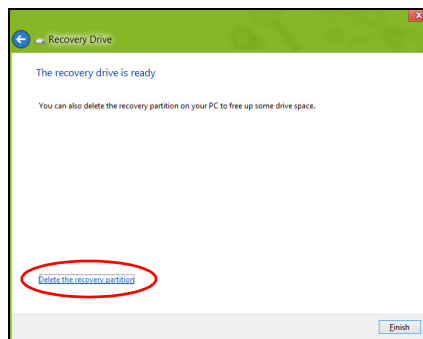 Recovery Drive
The recovery drive is ready
You can also delete the recovery partition on your PC to free up some drive space.
Delete the recovery partition
Finish